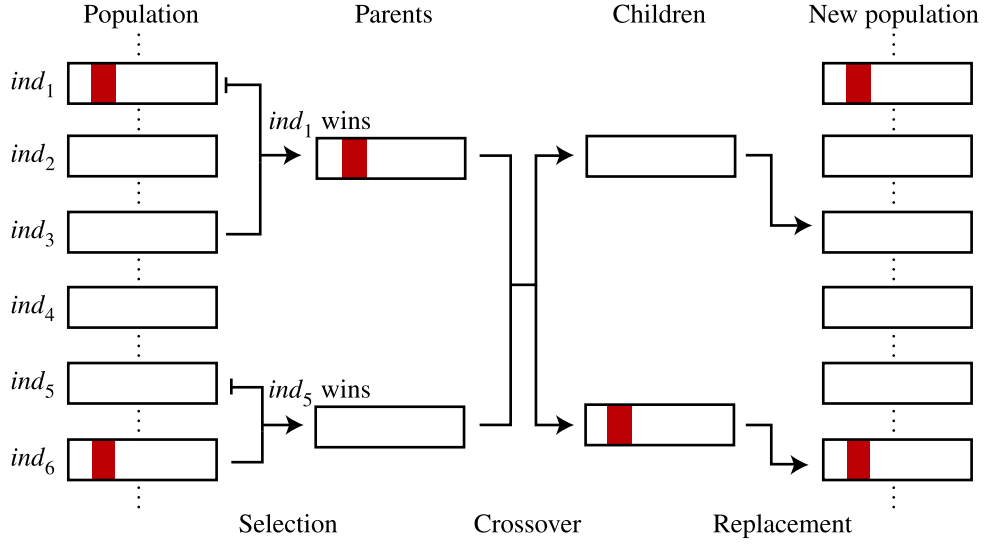 Population Parents Children New population
ind1
ind1 wins
ind2
ind3
ind4
ind5
ind5 wins
ind6
Selection Crossover Replacement